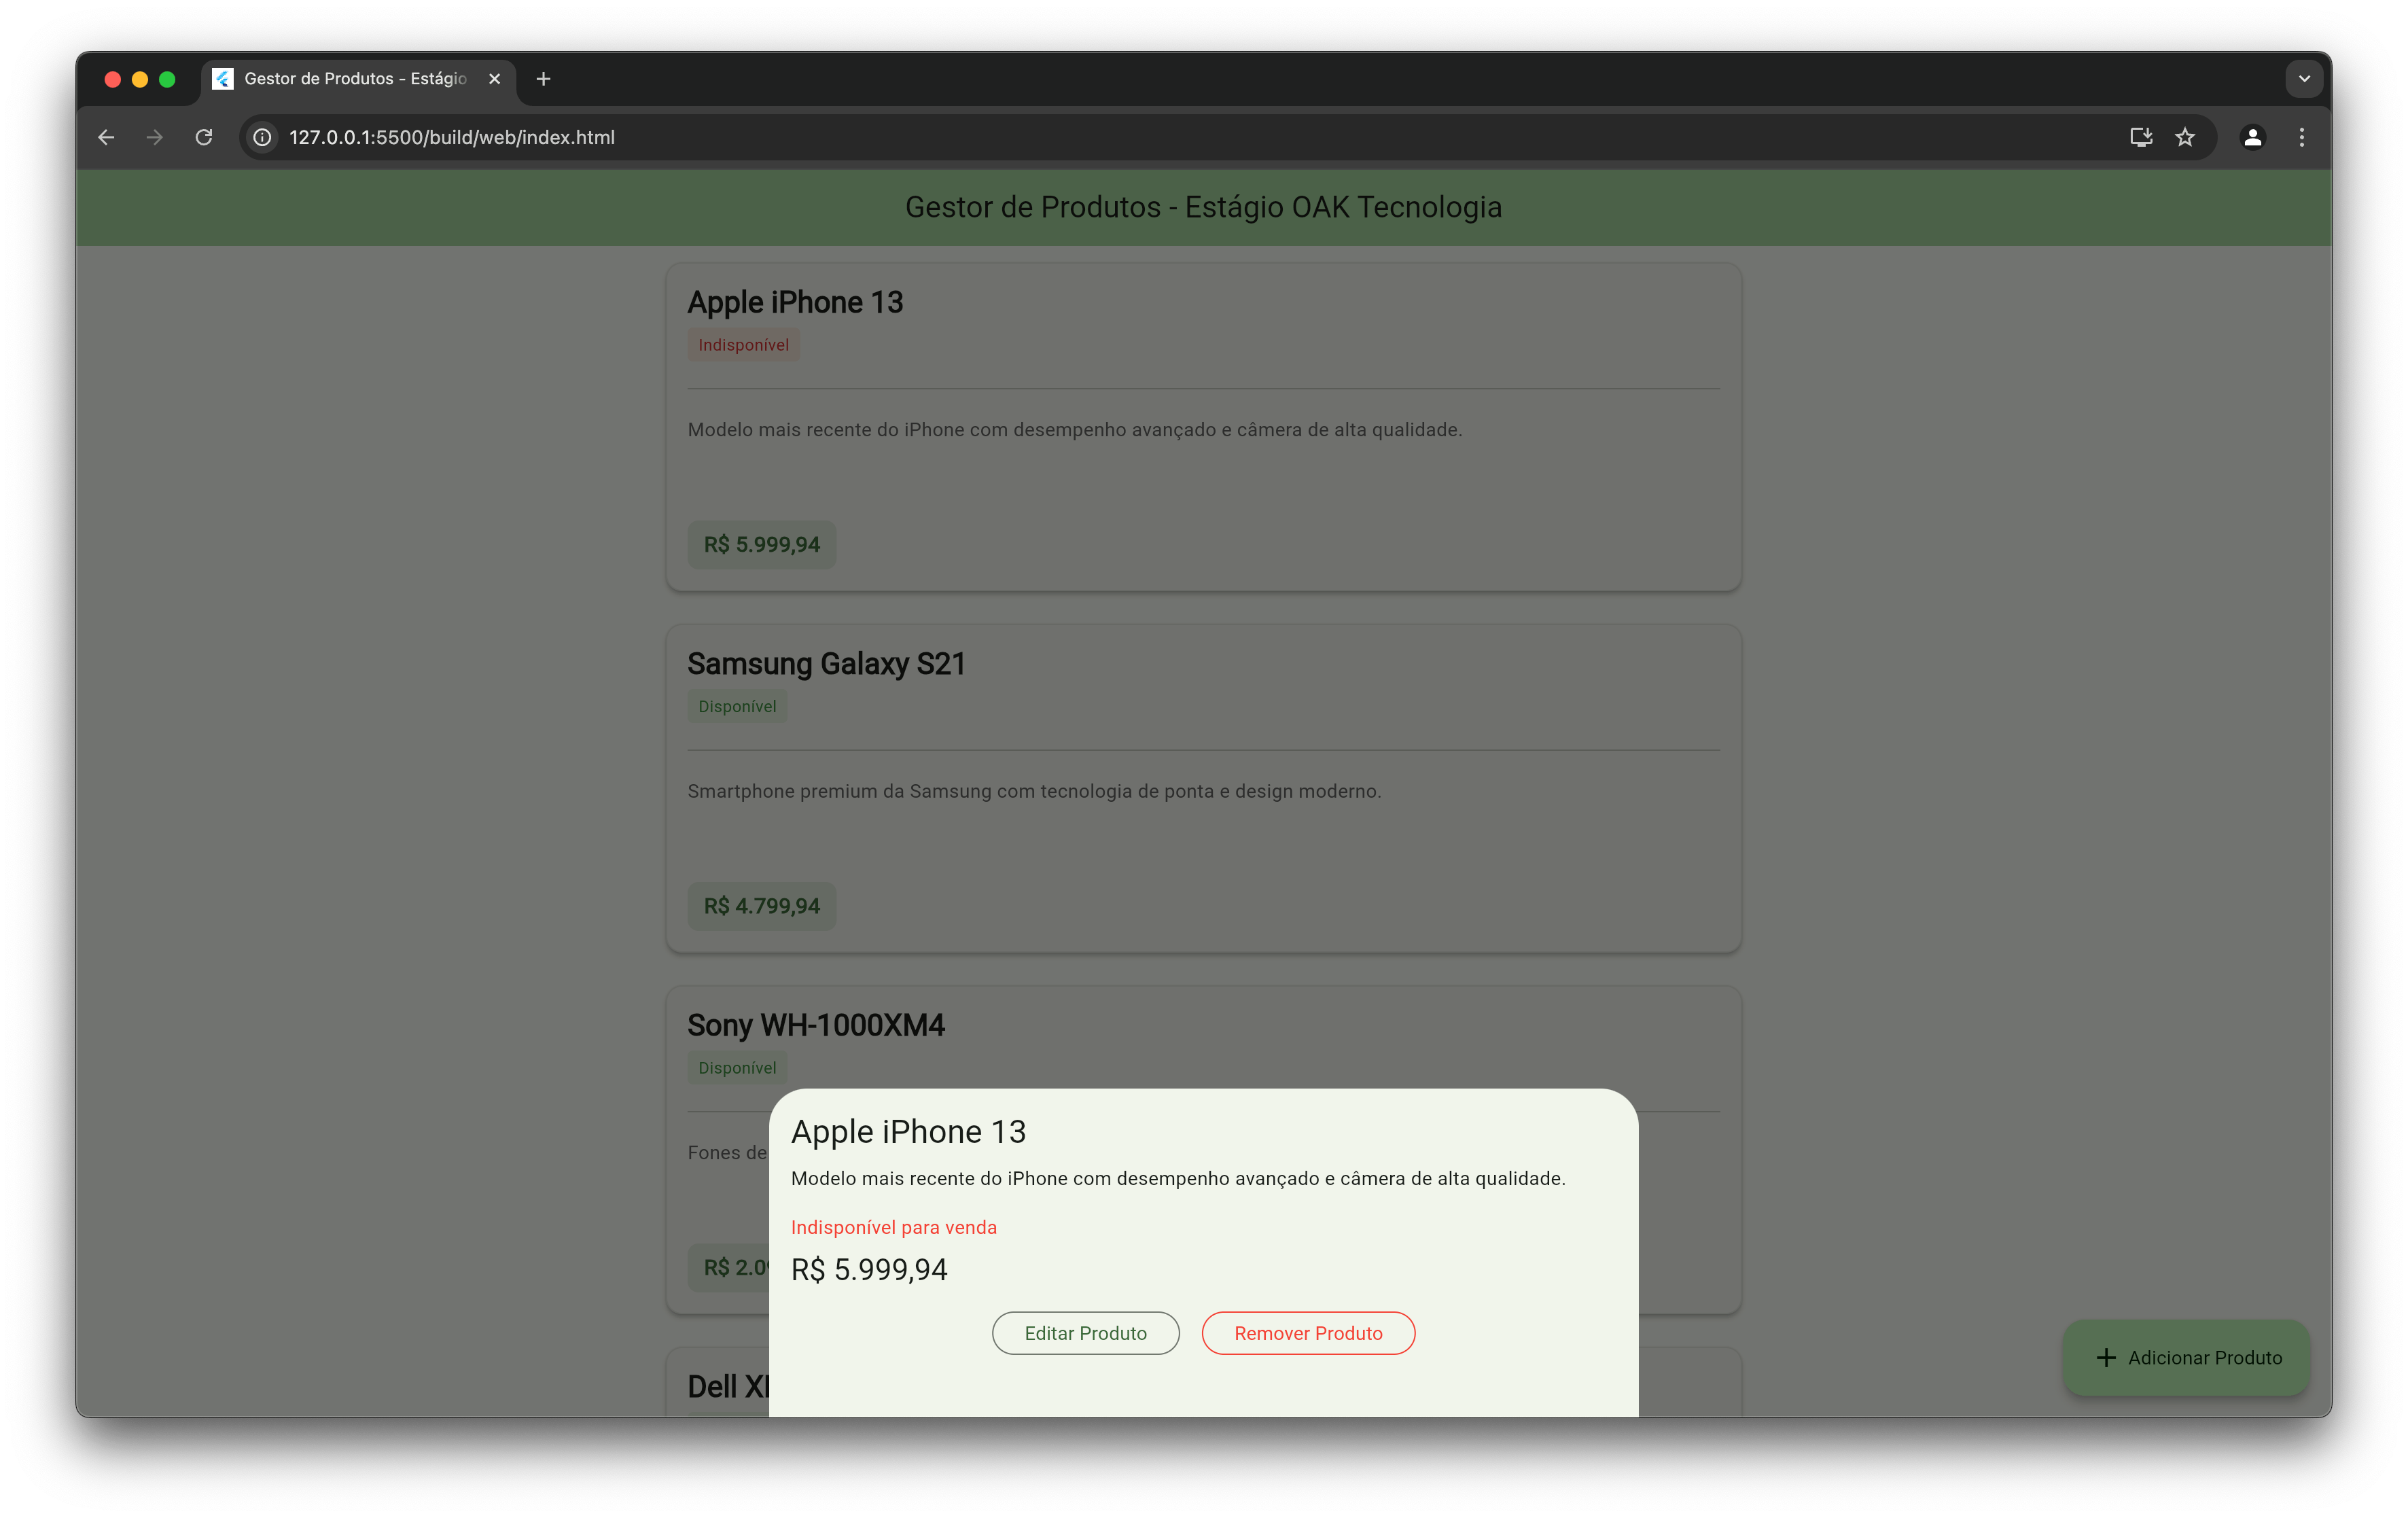 Gestor de Produtos - Estágio
127.0.0.1:5500/build/web/index.html
Gestor de Produtos - Estágio OAK Tecnologia
Apple iPhone 13
Indisponível
Modelo mais recente do iPhone com desempenho avançado e câmera de alta qualidade.
R$ 5.999,94
Samsung Galaxy S21
Disponível
Smartphone premium da Samsung com tecnologia de ponta e design moderno.
R$ 4.799,94
Sony WH-1000XM4
Disponível
Fones de
R$ 2.0
Dell
Apple iPhone 13
Modelo mais recente do iPhone com desempenho avançado e câmera de alta qualidade.
Indisponível para venda
R$ 5.999,94
Editar Produto
Remover Produto
Adicionar Produto